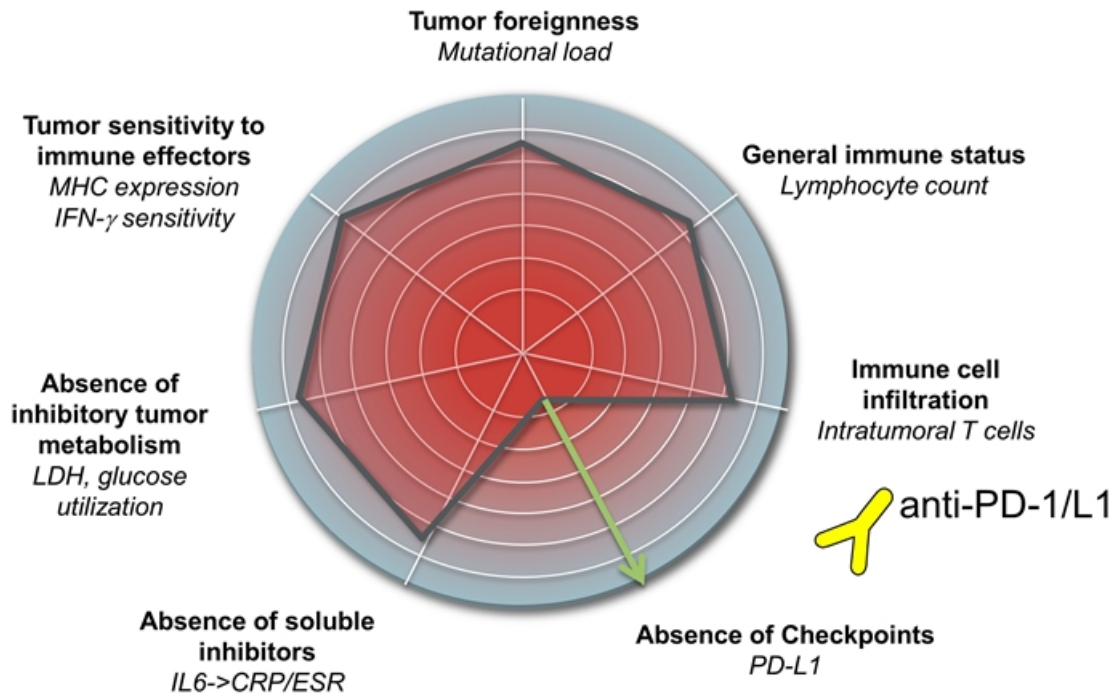 Tumor foreignness
Mutational load
Tumor sensitivity to
immune effectors
MHC expression
IFN-γ sensitivity
General immune status
Lymphocyte count
Absence of
inhibitory tumor
metabolism
LDH, glucose
utilization
Immune cell
infiltration
Intratumoral T cells
anti-PD-1/L1
Absence of soluble
inhibitors
IL6->CRP/ESR
Absence of Checkpoints
PD-L1